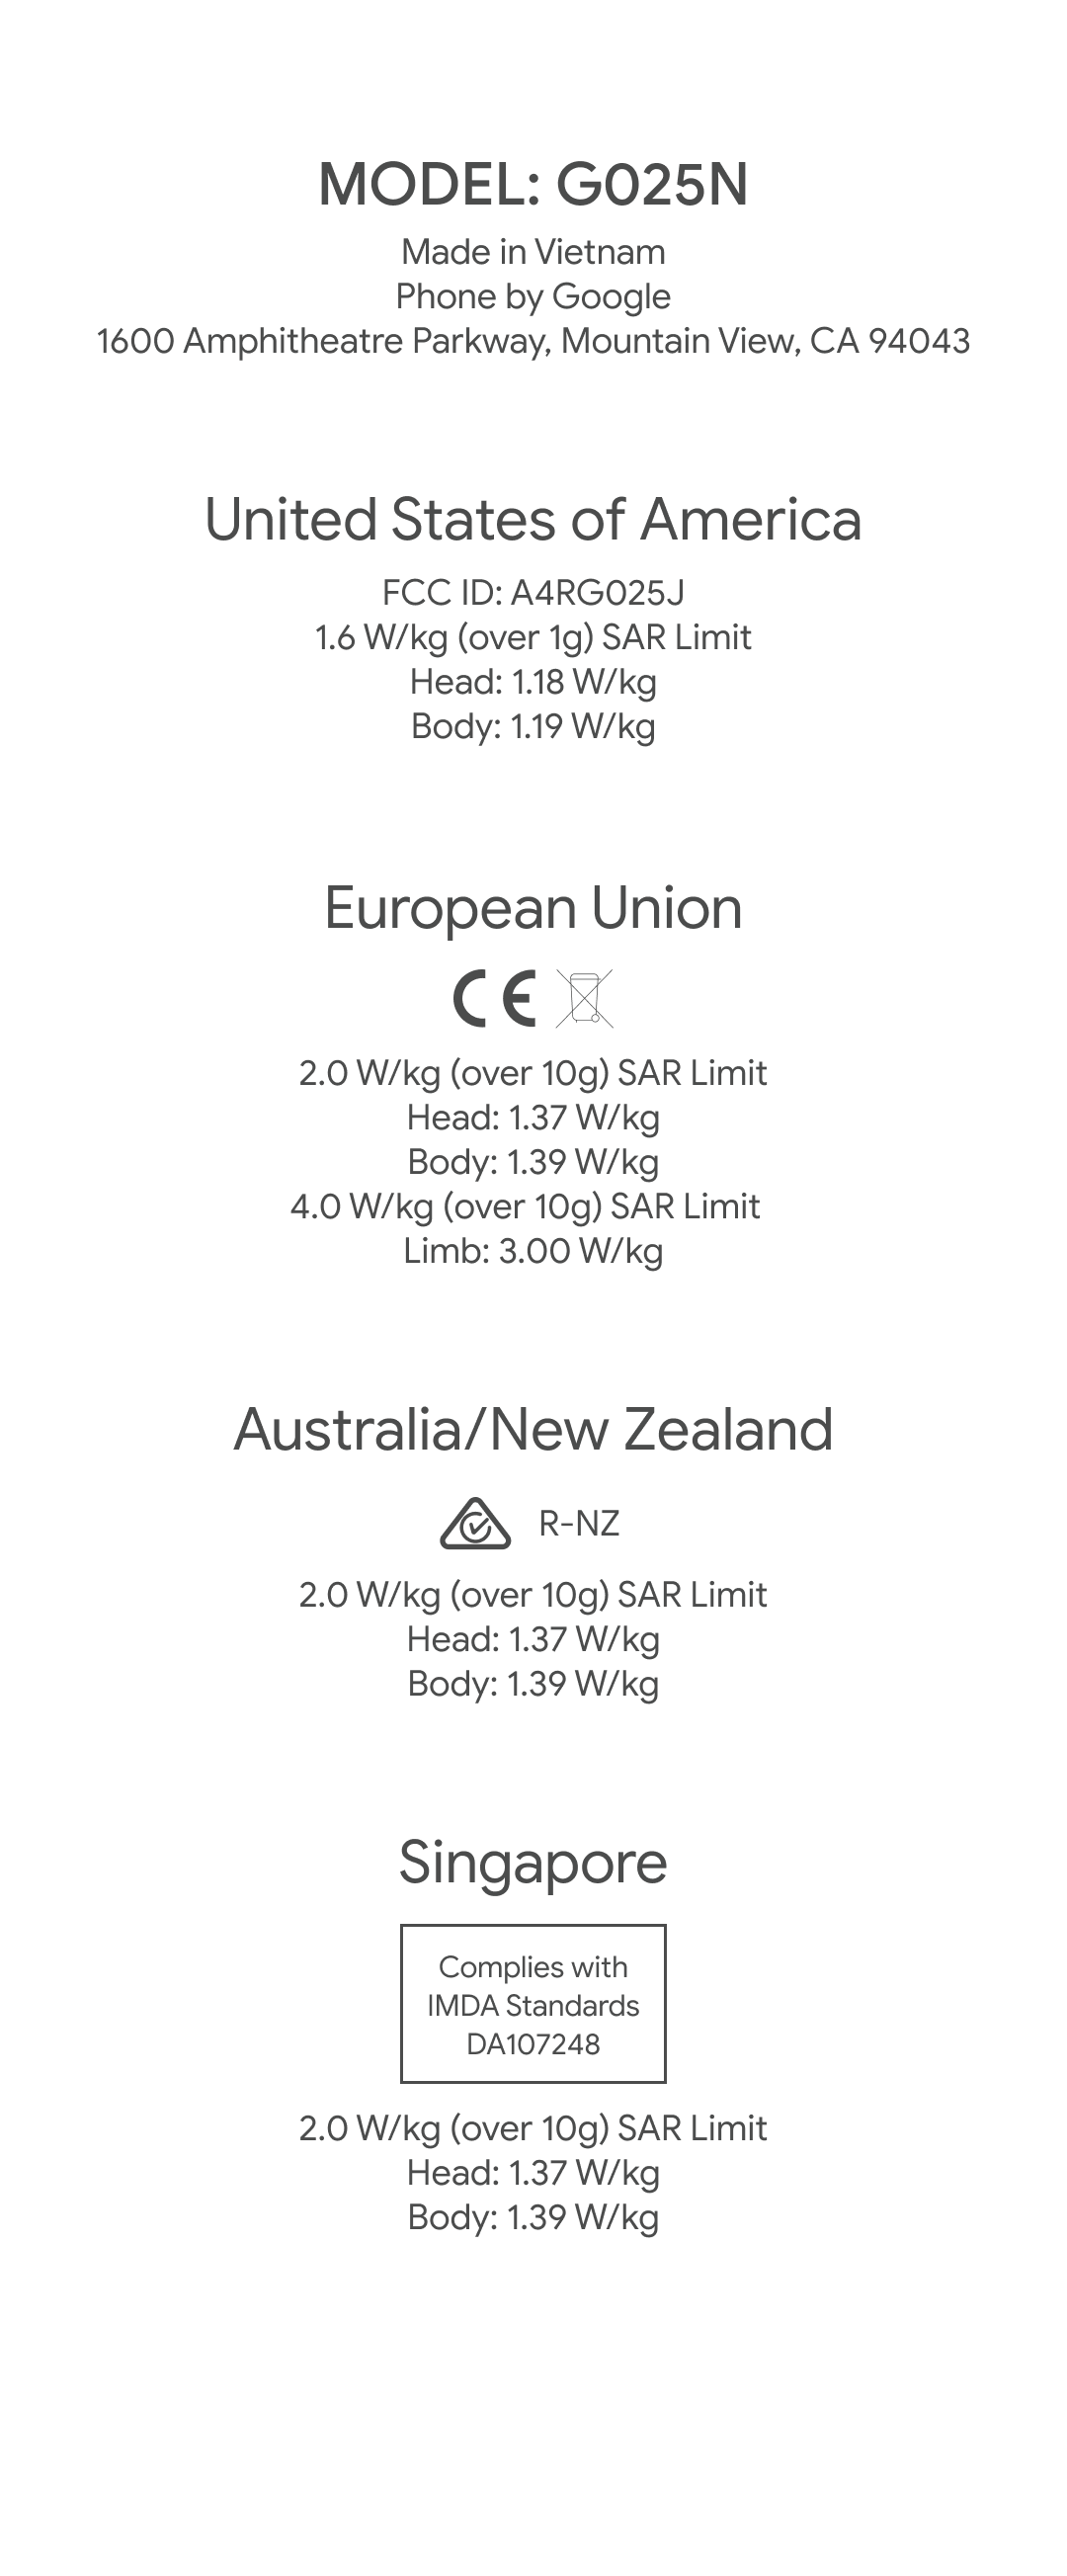 MODEL: G025N
Made in Vietnam
Phone by Google
1600 Amphitheatre Parkway, Mountain View, CA 94043
United States of America
FCC ID: A4RG025J
1.6 W/kg (over 1g) SAR Limit
Head: 1.18 W/kg
Body: 1.19 W/kg
European Union
CE
2.0 W/kg (over 10g) SAR Limit
Head: 1.37 W/kg
Body: 1.39 W/kg
4.0 W/kg (over 10g) SAR Limit
Limb: 3.00 W/kg
Australia/New Zealand
R-NZ
2.0 W/kg (over 10g) SAR Limit
Head: 1.37 W/kg
Body: 1.39 W/kg
Singapore
Complies with
IMDA Standards
DA107248
2.0 W/kg (over 10g) SAR Limit
Head: 1.37 W/kg
Body: 1.39 W/kg